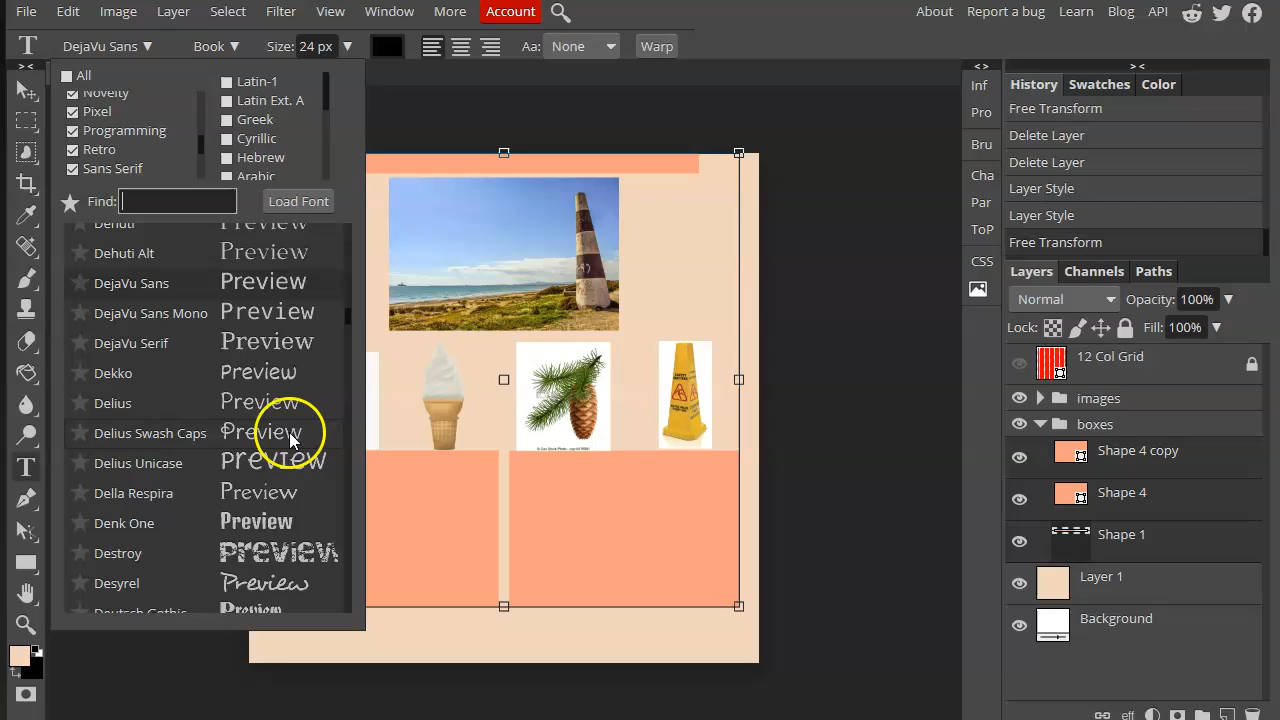 File Edit Image Layer Select Filter View Window More Account About Report a bug Learn Blog API
DejaVu Sans Book Size: 24 px Aa: None Warp
All
Novelty
Pixel
Programming
Retro
Sans Serif
Latin-1
Latin Ext. A
Greek
Cyrillic
Hebrew
Arabic
Find: Load Font
Dehuti Preview
Dehuti Alt Preview
DejaVu Sans Preview
DejaVu Sans Mono Preview
DejaVu Serif Preview
Dekko Preview
Delius Preview
Delius Swash Caps Preview
Delius Unicase Preview
Della Respira Preview
Denk One Preview
Destroy Preview
Desyrel Preview
Deutsch Gothic Preview
Inf
Pro
Bru
Cha
Par
ToP
CSS
History Swatches Color
Free Transform
Delete Layer
Delete Layer
Layer Style
Layer Style
Free Transform
Layers Channels Paths
Normal Opacity: 100%
Lock: Fill: 100%
12 Col Grid
images
boxes
Shape 4 copy
Shape 4
Shape 1
Layer 1
Background
eff